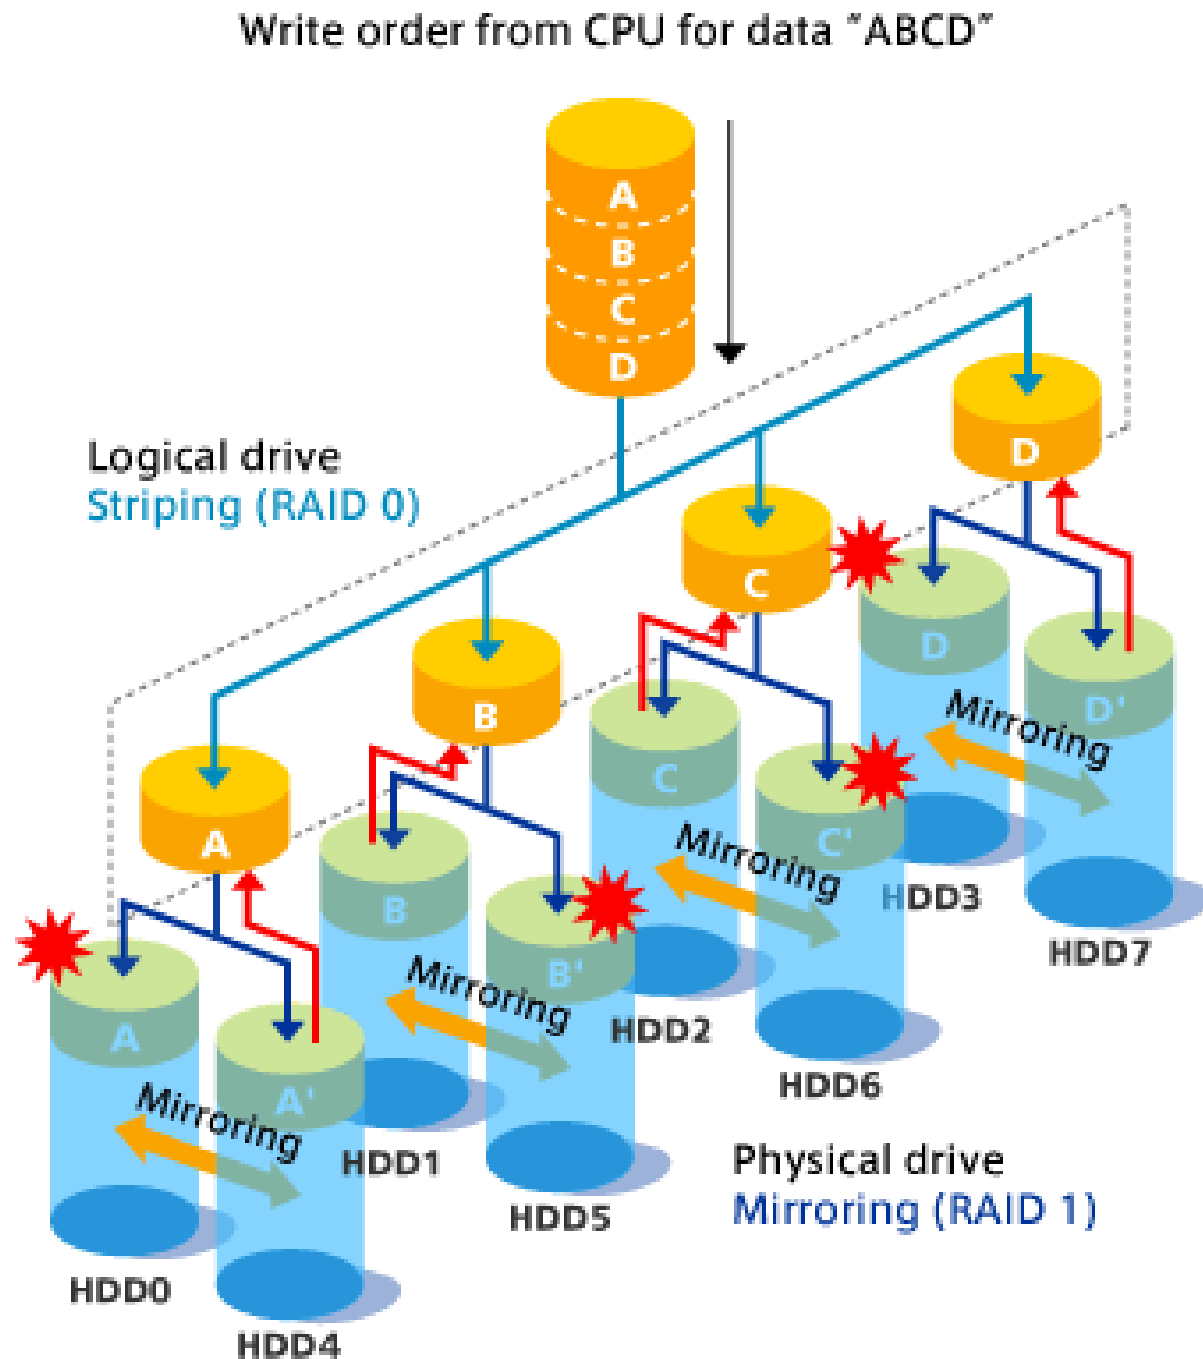 Write order from CPU for data “ABCD”
A
B
C
D
Logical drive
Striping (RAID 0)
D
C
B
A
D
D'
Mirroring
HDD3
HDD7
C
C'
Mirroring
HDD2
HDD6
B
B'
Mirroring
HDD1
HDD5
A
A'
Mirroring
HDD0
HDD4
Physical drive
Mirroring (RAID 1)